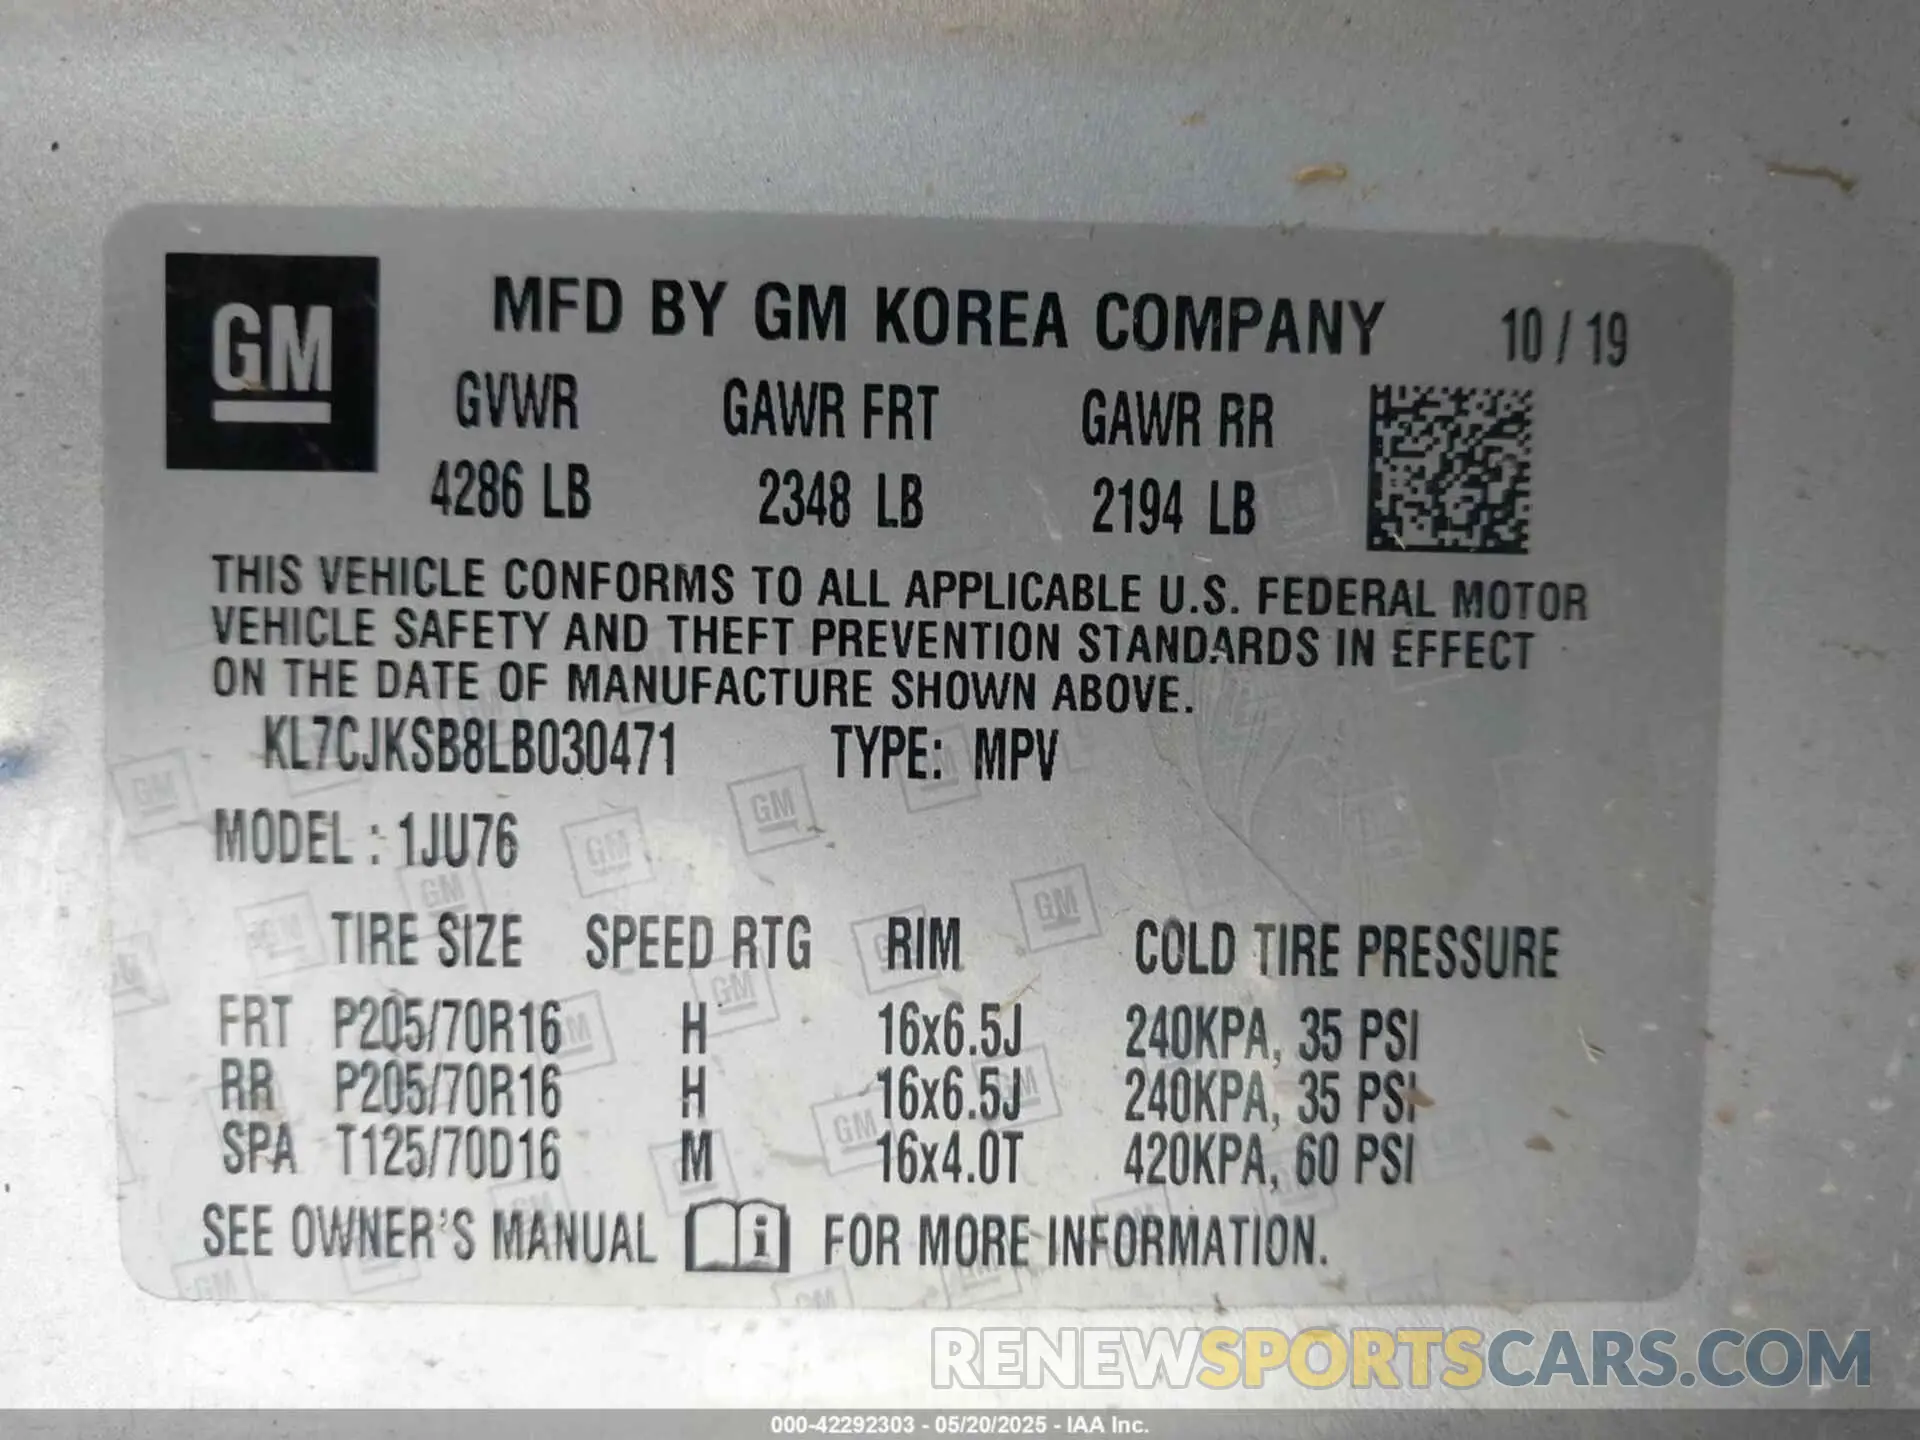 GM
MFD BY GM KOREA COMPANY 10 / 19
GVWR GAWR FRT GAWR RR
4286 LB 2348 LB 2194 LB
THIS VEHICLE CONFORMS TO ALL APPLICABLE U.S. FEDERAL MOTOR
VEHICLE SAFETY AND THEFT PREVENTION STANDARDS IN EFFECT
ON THE DATE OF MANUFACTURE SHOWN ABOVE.
KL7CJKSB8LB030471 TYPE: MPV
MODEL : 1JU76
TIRE SIZE SPEED RTG RIM COLD TIRE PRESSURE
FRT P205/70R16 H 16x6.5J 240KPA, 35 PSI
RR P205/70R16 H 16x6.5J 240KPA, 35 PSI
SPA T125/70D16 M 16x4.0T 420KPA, 60 PSI
SEE OWNER'S MANUAL i FOR MORE INFORMATION.
RENEWSPORTSCARS.COM
000-42292303 - 05/20/2025 - IAA Inc.